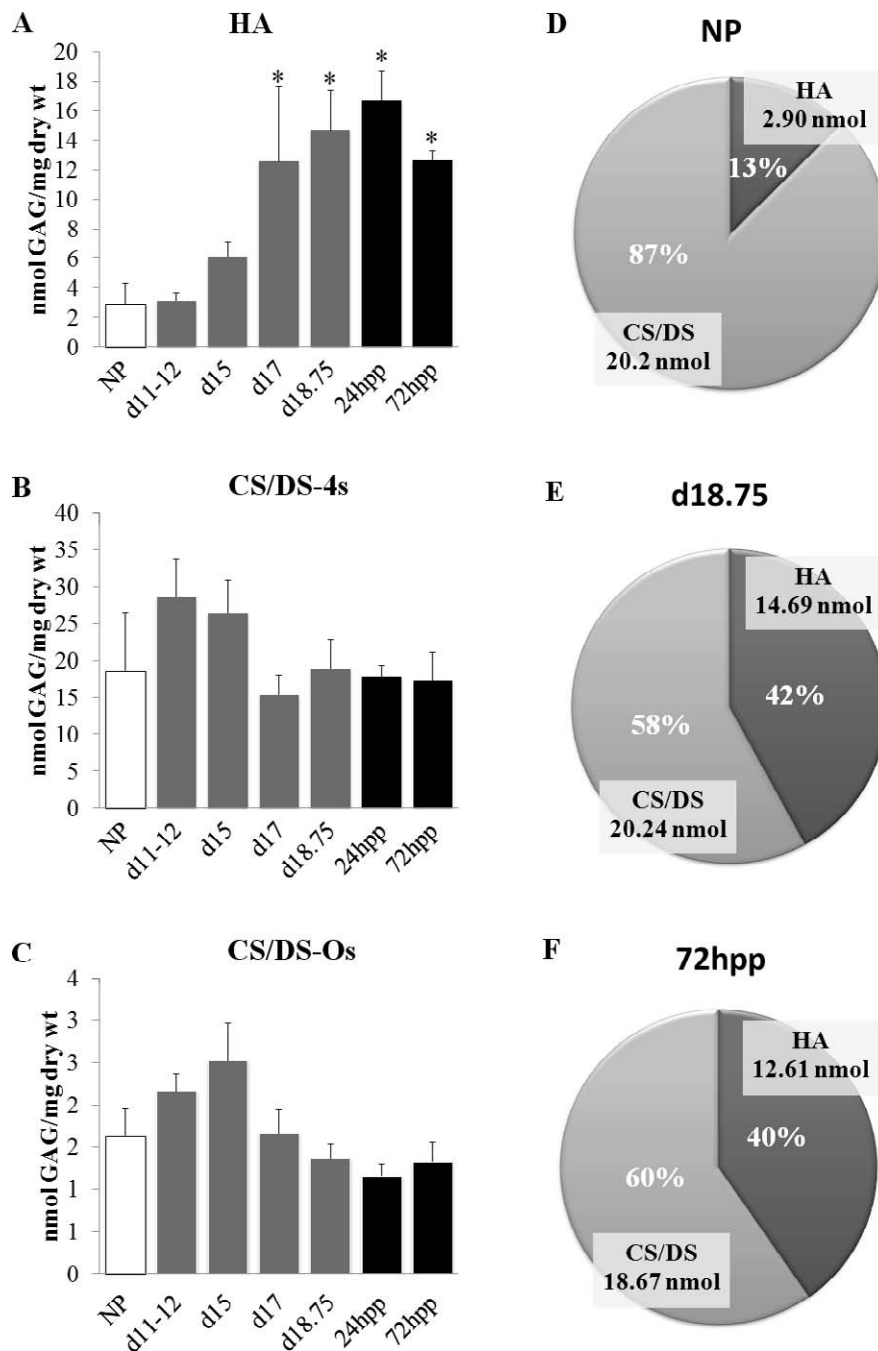 A
HA
nmol GAG/mg dry wt
20
18
16
14
12
10
8
6
4
2
0
*
*
*
*
NP
d11-12
d15
d17
d18.75
24hpp
72hpp
B
CS/DS-4s
nmol GAG/mg dry wt
40
35
30
25
20
15
10
5
0
NP
d11-12
d15
d17
d18.75
24hpp
72hpp
C
CS/DS-Os
nmol GAG/mg dry wt
4
3
3
2
2
1
1
0
NP
d11-12
d15
d17
d18.75
24hpp
72hpp
D
NP
HA
2.90 nmol
13%
87%
CS/DS
20.2 nmol
E
d18.75
HA
14.69 nmol
42%
58%
CS/DS
20.24 nmol
F
72hpp
HA
12.61 nmol
40%
60%
CS/DS
18.67 nmol